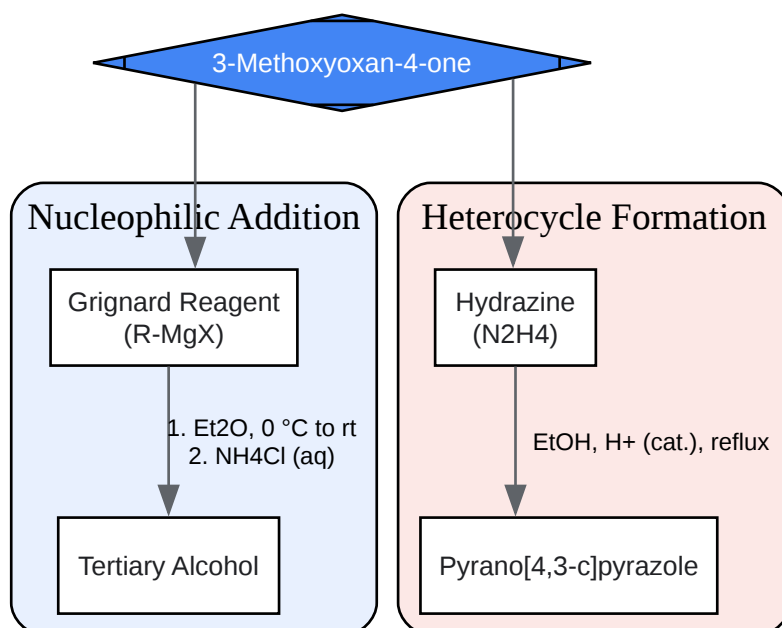 3-Methoxyoxan-4-one
Nucleophilic Addition
Grignard Reagent
(R-MgX)
1. Et2O, 0 °C to rt
2. NH4Cl (aq)
Tertiary Alcohol
Heterocycle Formation
Hydrazine
(N2H4)
EtOH, H+ (cat.), reflux
Pyrano[4,3-c]pyrazole